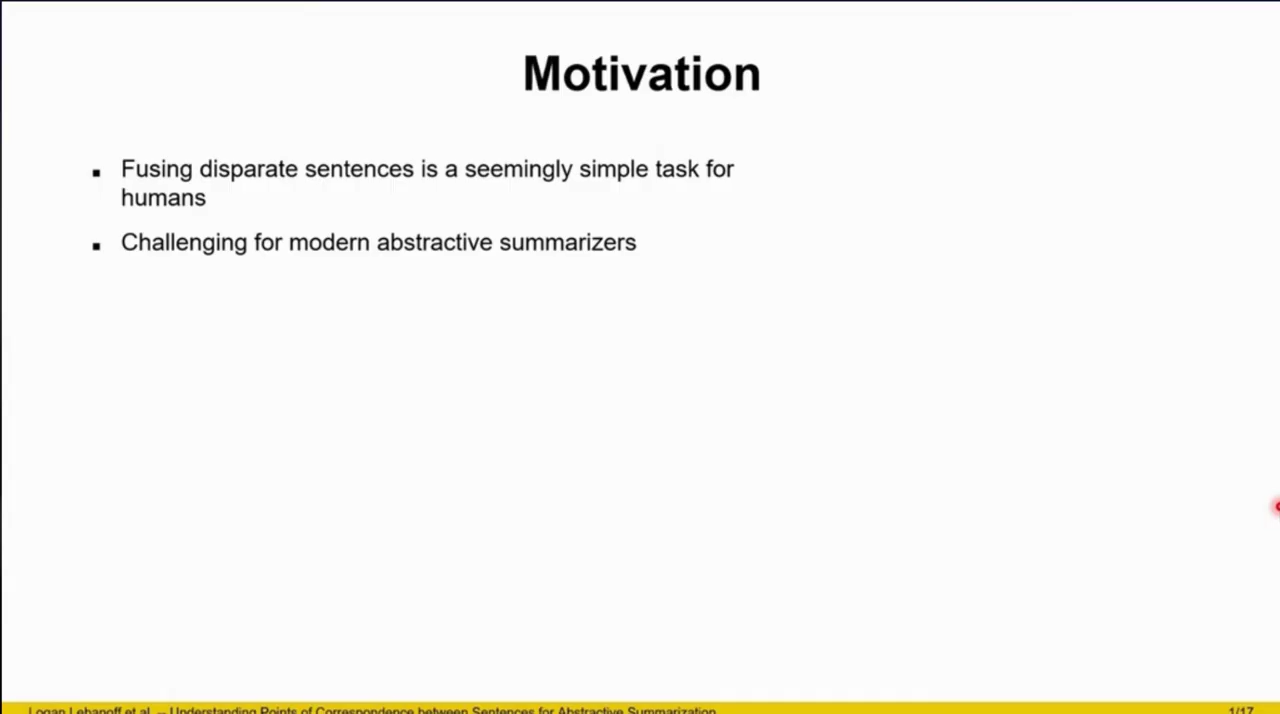 Motivation
▪ Fusing disparate sentences is a seemingly simple task for
humans
▪ Challenging for modern abstractive summarizers
Logan Lebanoff et al. – Understanding Points of Correspondence between Sentences for Abstractive Summarization 1/17